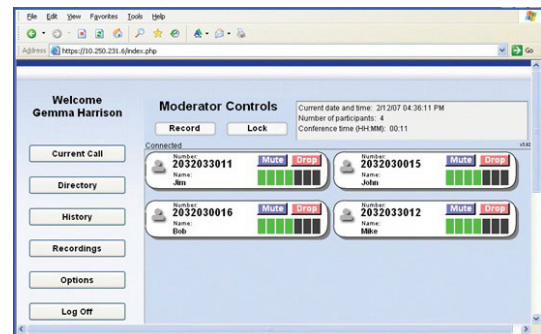 File Edit View Favorites Tools Help
Address https://10.250.231.6/index.php Go
Welcome
Gemma Harrison
Current Call
Directory
History
Recordings
Options
Log Off
Moderator Controls
Record Lock
Current date and time: 2/12/07 04:36:11 PM
Number of participants: 4
Conference time (HH:MM): 00:11
Connected
Number:
2032033011 Mute Drop
Name:
Jim
Number:
2032030015 Mute Drop
Name:
John
Number:
2032030016 Mute Drop
Name:
Bob
Number:
2032033012 Mute Drop
Name:
Mike